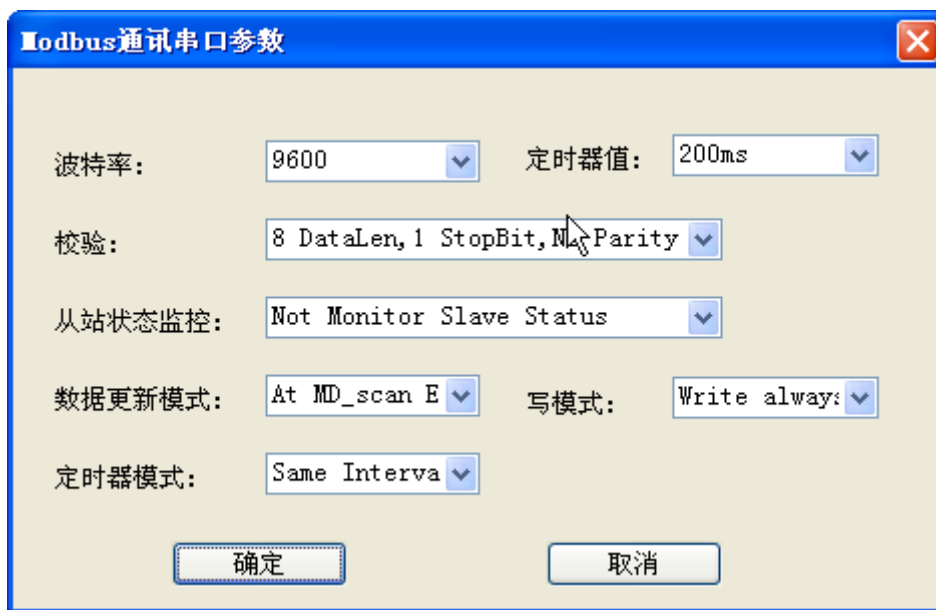 Modbus通讯串口参数
波特率: 9600 定时器值: 200ms
校验: 8 DataLen,1 StopBit,No Parity
从站状态监控: Not Monitor Slave Status
数据更新模式: At MD_scan E 写模式: Write always
定时器模式: Same Interva
确定 取消